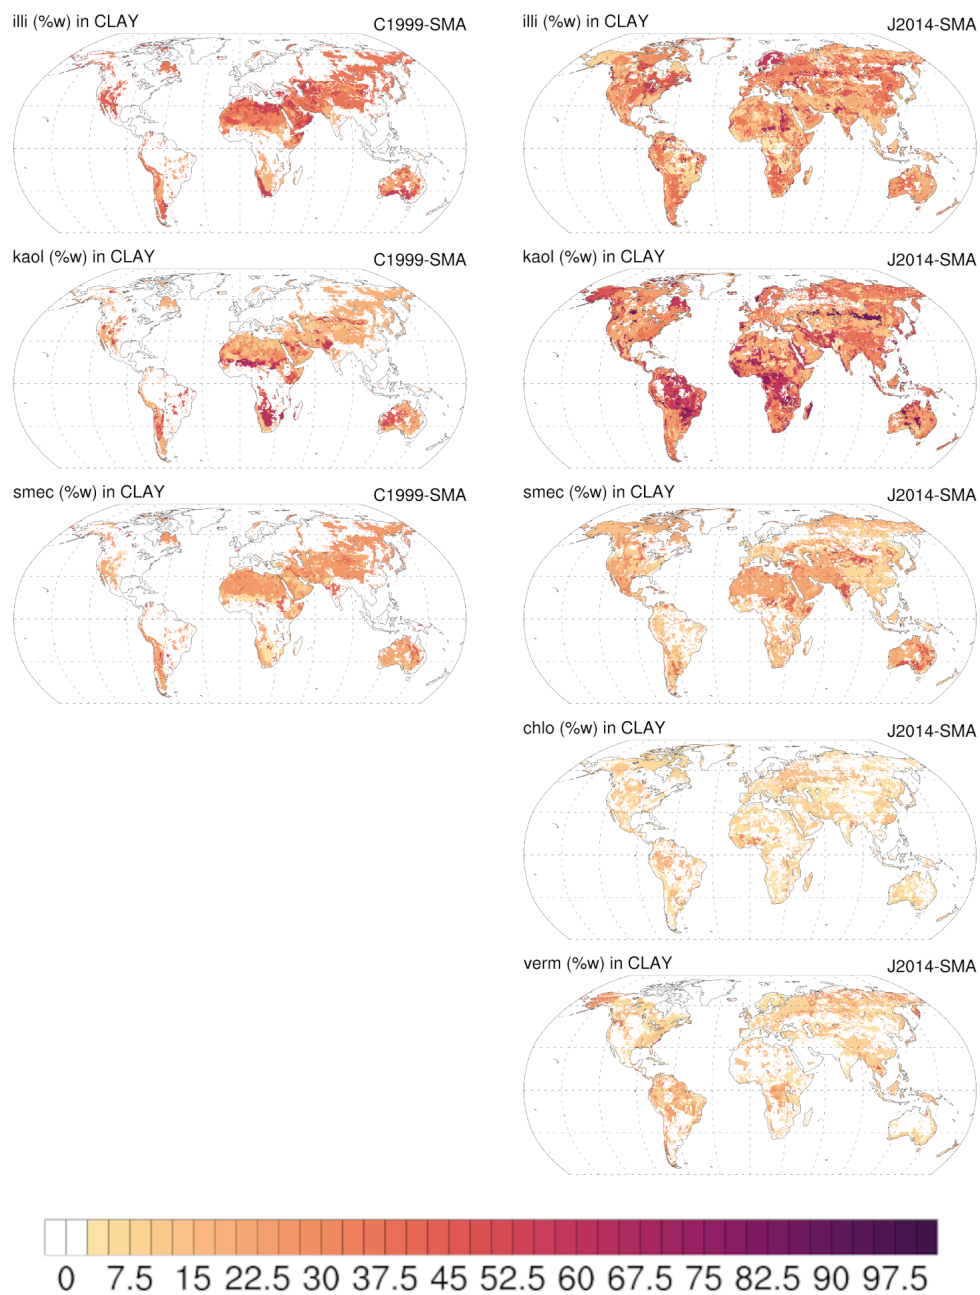 illi (%w) in CLAY C1999-SMA
illi (%w) in CLAY J2014-SMA
kaol (%w) in CLAY C1999-SMA
kaol (%w) in CLAY J2014-SMA
smec (%w) in CLAY C1999-SMA
smec (%w) in CLAY J2014-SMA
chlo (%w) in CLAY J2014-SMA
verm (%w) in CLAY J2014-SMA
0 7.5 15 22.5 30 37.5 45 52.5 60 67.5 75 82.5 90 97.5